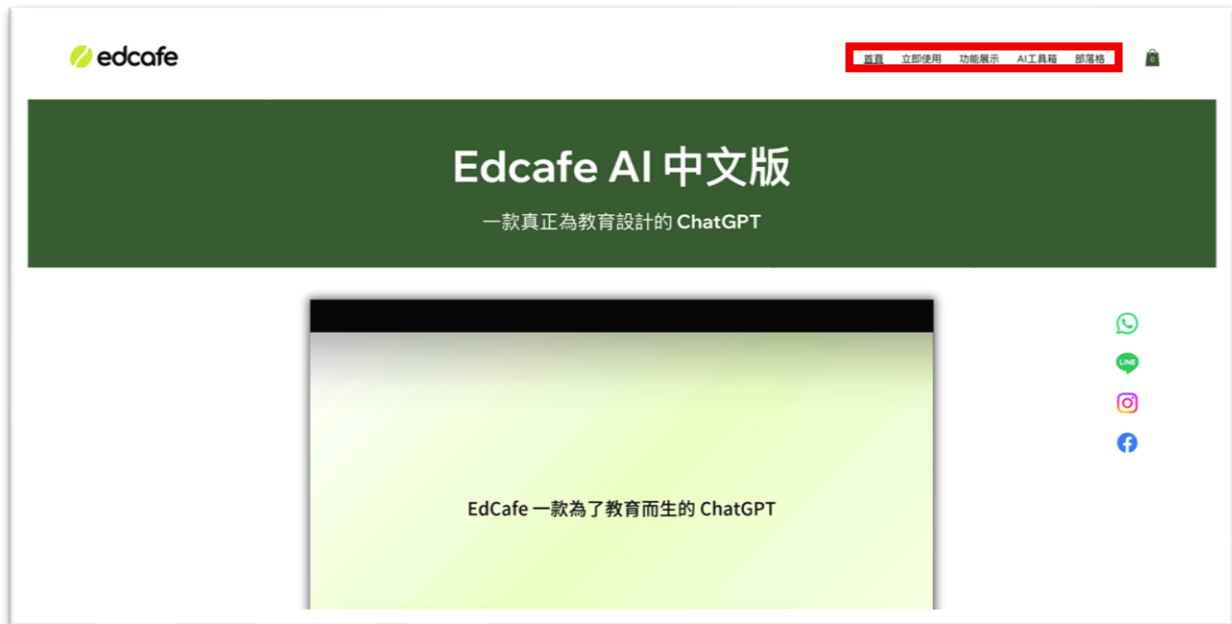 edcafe
首頁 立即使用 功能展示 AI工具箱 部落格
0
Edcafe AI 中文版
一款真正為教育設計的 ChatGPT
LINE
EdCafe 一款為了教育而生的 ChatGPT